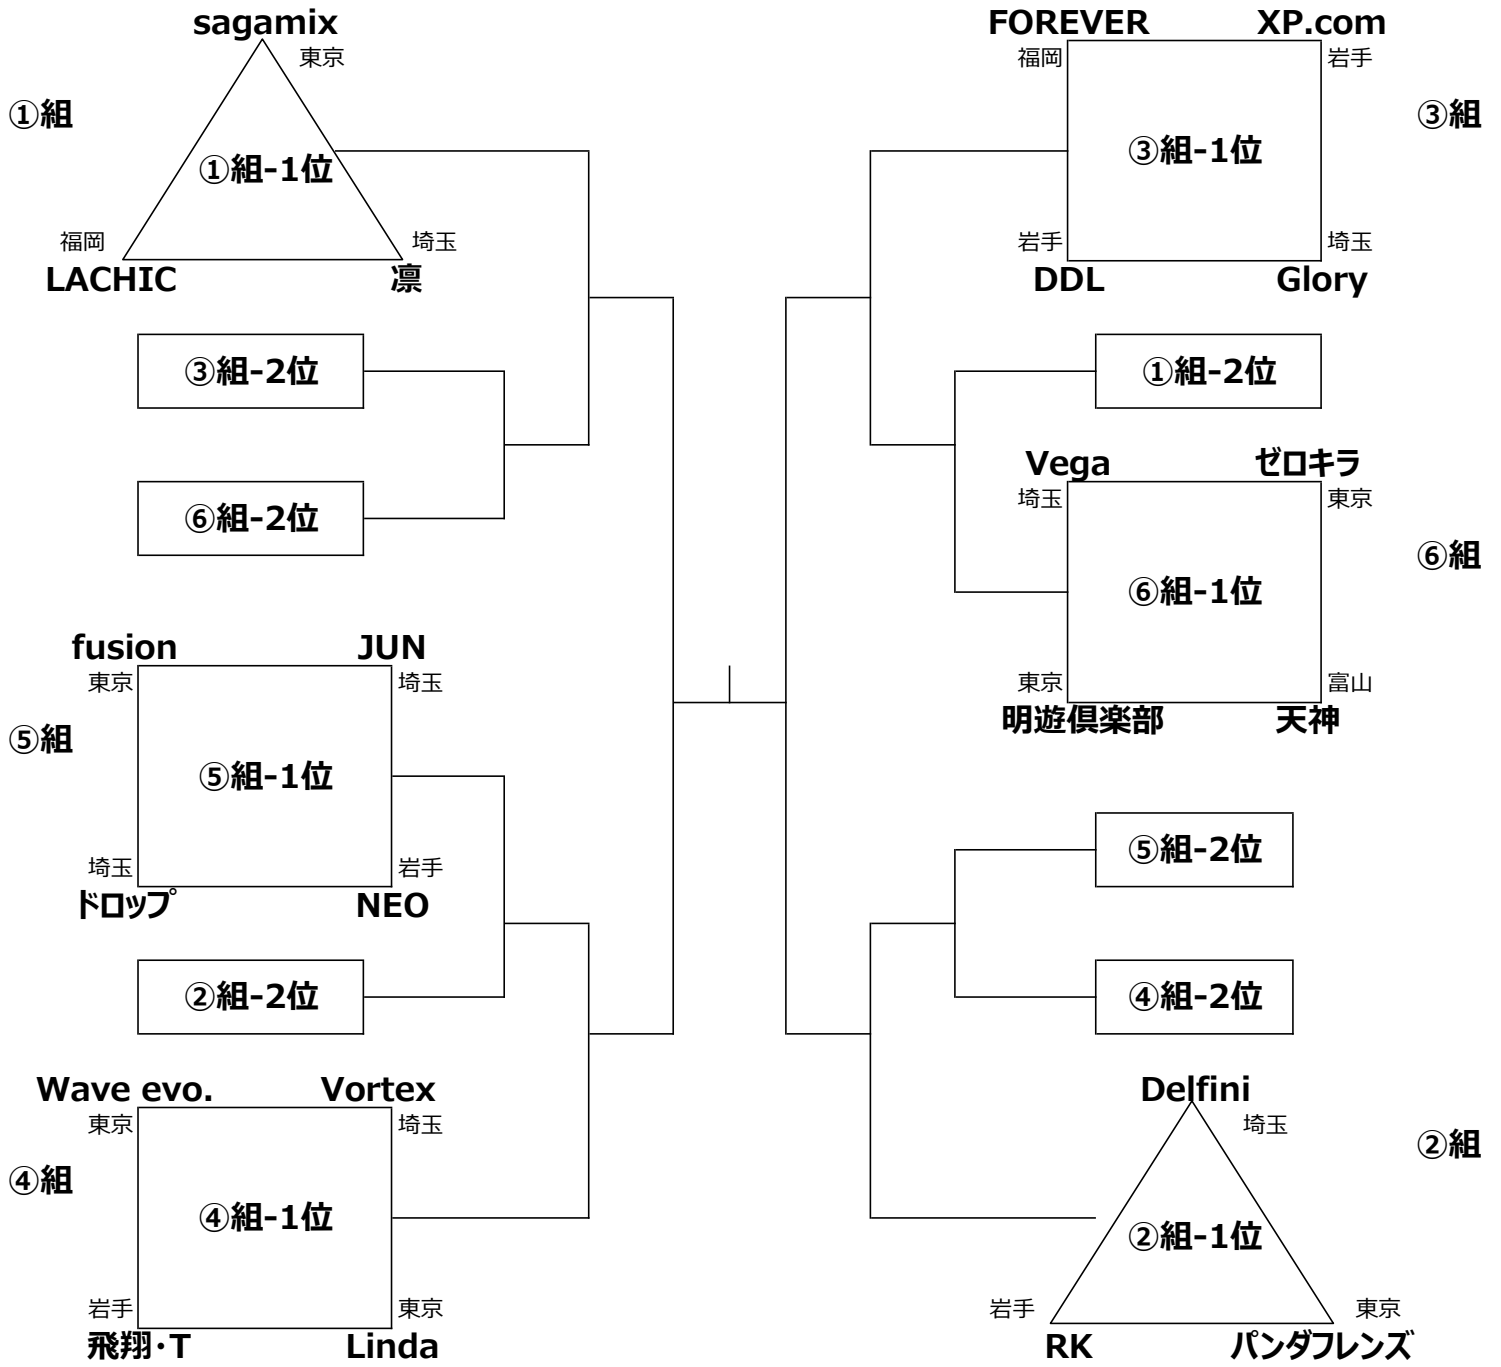 sagamix
東京
①組
①組-1位
福岡
埼玉
LACHIC
凛
③組-2位
⑥組-2位
fusion
JUN
東京
埼玉
⑤組
⑤組-1位
埼玉
岩手
ドロップ
NEO
②組-2位
Wave evo.
Vortex
東京
埼玉
④組
④組-1位
岩手
東京
飛翔・T
Linda
FOREVER
XP.com
福岡
岩手
③組
③組-1位
岩手
埼玉
DDL
Glory
①組-2位
Vega
ゼロキラ
埼玉
東京
⑥組
⑥組-1位
東京
富山
明遊倶楽部
天神
⑤組-2位
④組-2位
Delfini
埼玉
②組
②組-1位
岩手
東京
RK
パンダフレンズ